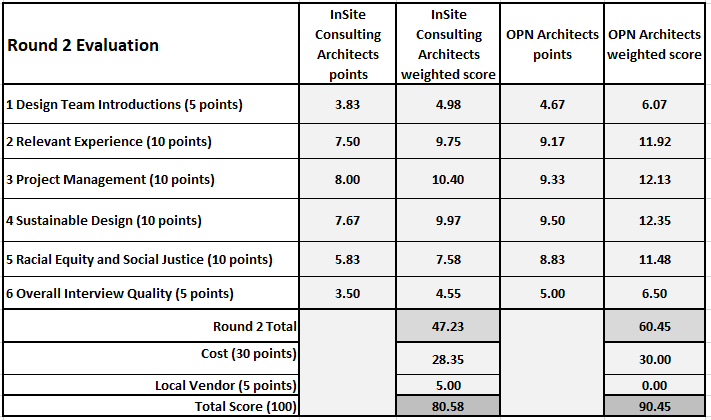 Round 2 Evaluation | InSite Consulting Architects points | InSite Consulting Architects weighted score | OPN Architects points | OPN Architects weighted score
1 Design Team Introductions (5 points) | 3.83 | 4.98 | 4.67 | 6.07
2 Relevant Experience (10 points) | 7.50 | 9.75 | 9.17 | 11.92
3 Project Management (10 points) | 8.00 | 10.40 | 9.33 | 12.13
4 Sustainable Design (10 points) | 7.67 | 9.97 | 9.50 | 12.35
5 Racial Equity and Social Justice (10 points) | 5.83 | 7.58 | 8.83 | 11.48
6 Overall Interview Quality (5 points) | 3.50 | 4.55 | 5.00 | 6.50
Round 2 Total | 47.23 | 60.45
Cost (30 points) | 28.35 | 30.00
Local Vendor (5 points) | 5.00 | 0.00
Total Score (100) | 80.58 | 90.45